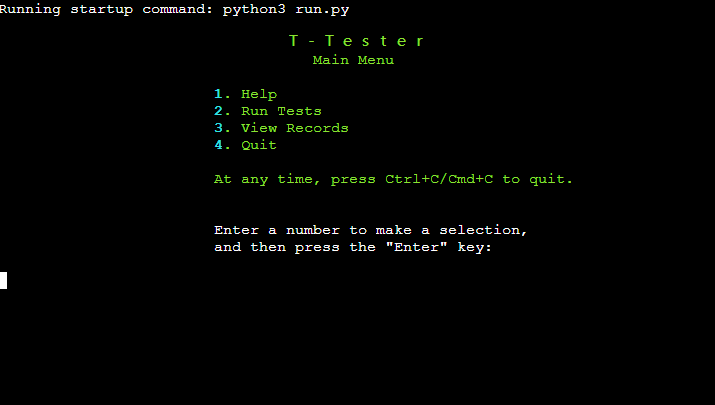 Running startup command: python3 run.py
T - T e s t e r
Main Menu
1. Help
2. Run Tests
3. View Records
4. Quit
At any time, press Ctrl+C/Cmd+C to quit.
Enter a number to make a selection,
and then press the "Enter" key: